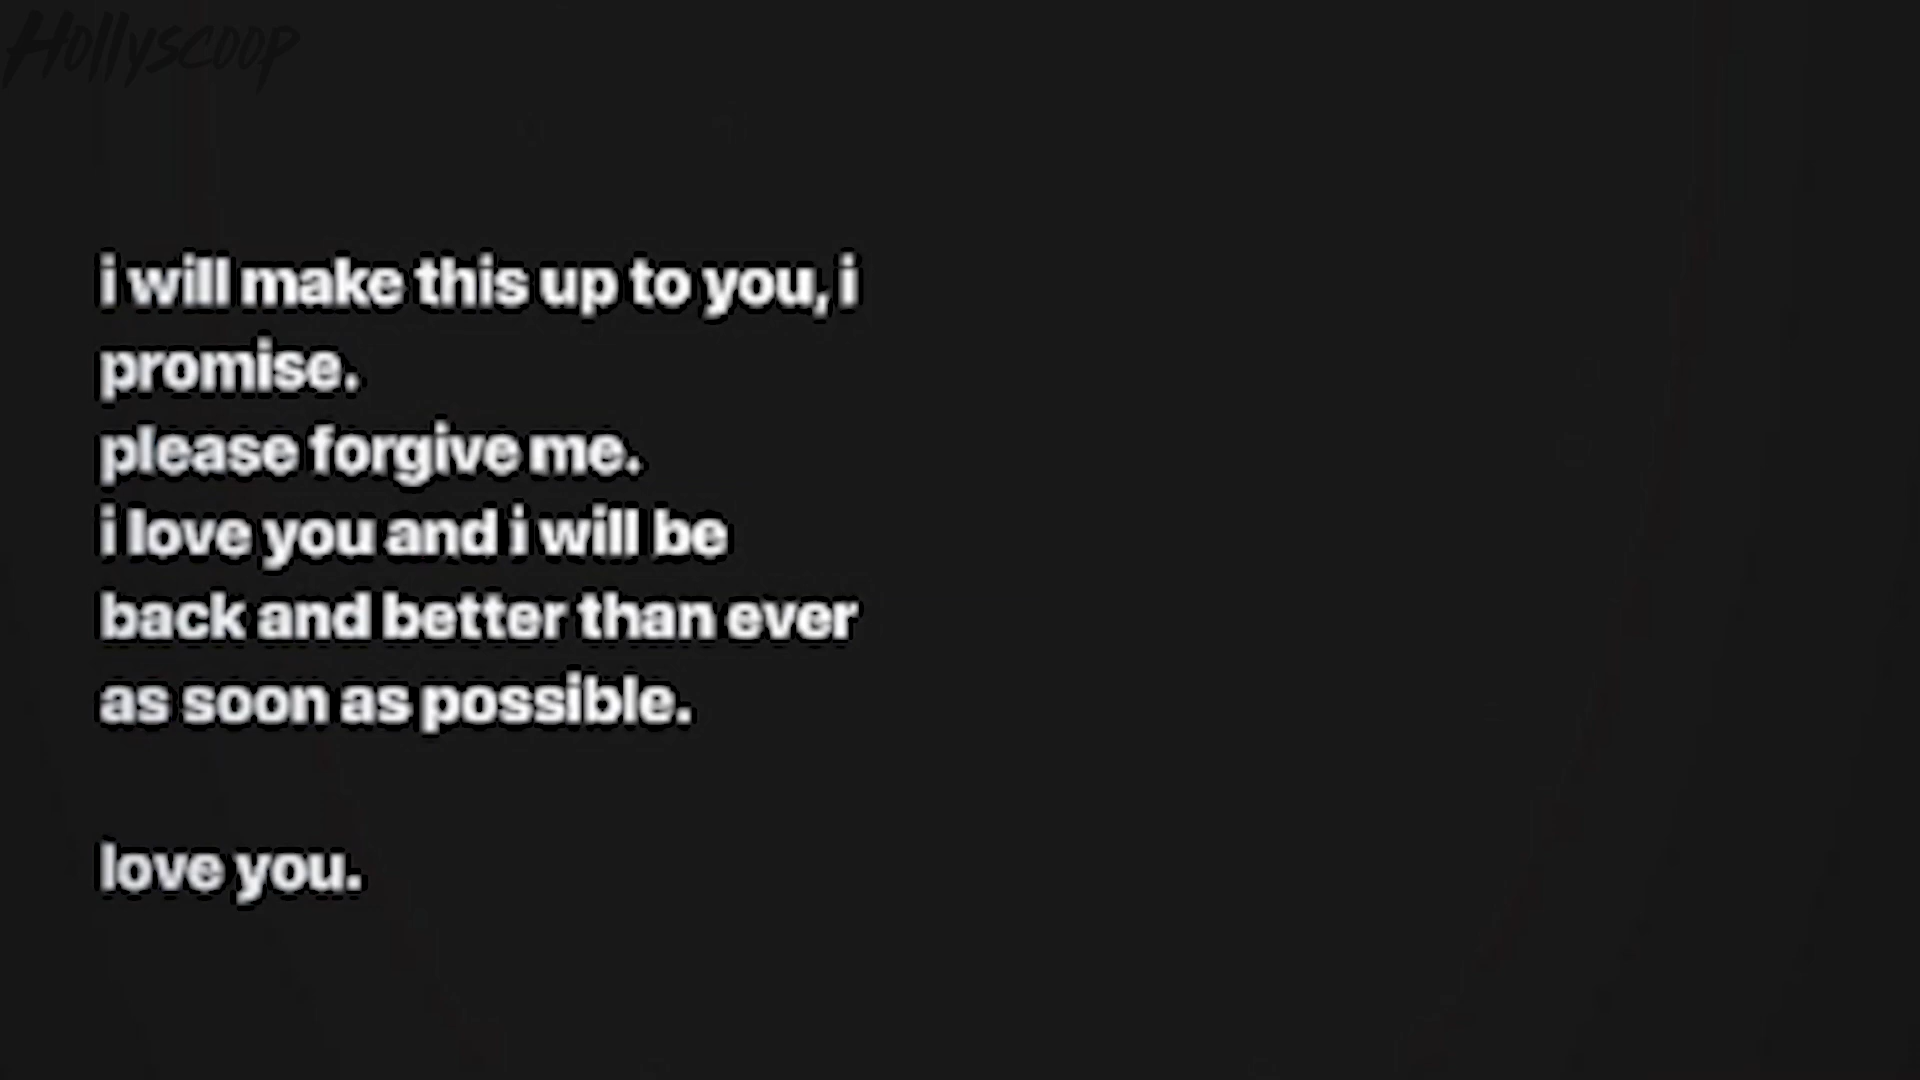 Hollyscoop
i will make this up to you, i
promise.
please forgive me.
i love you and i will be
back and better than ever
as soon as possible.
love you.